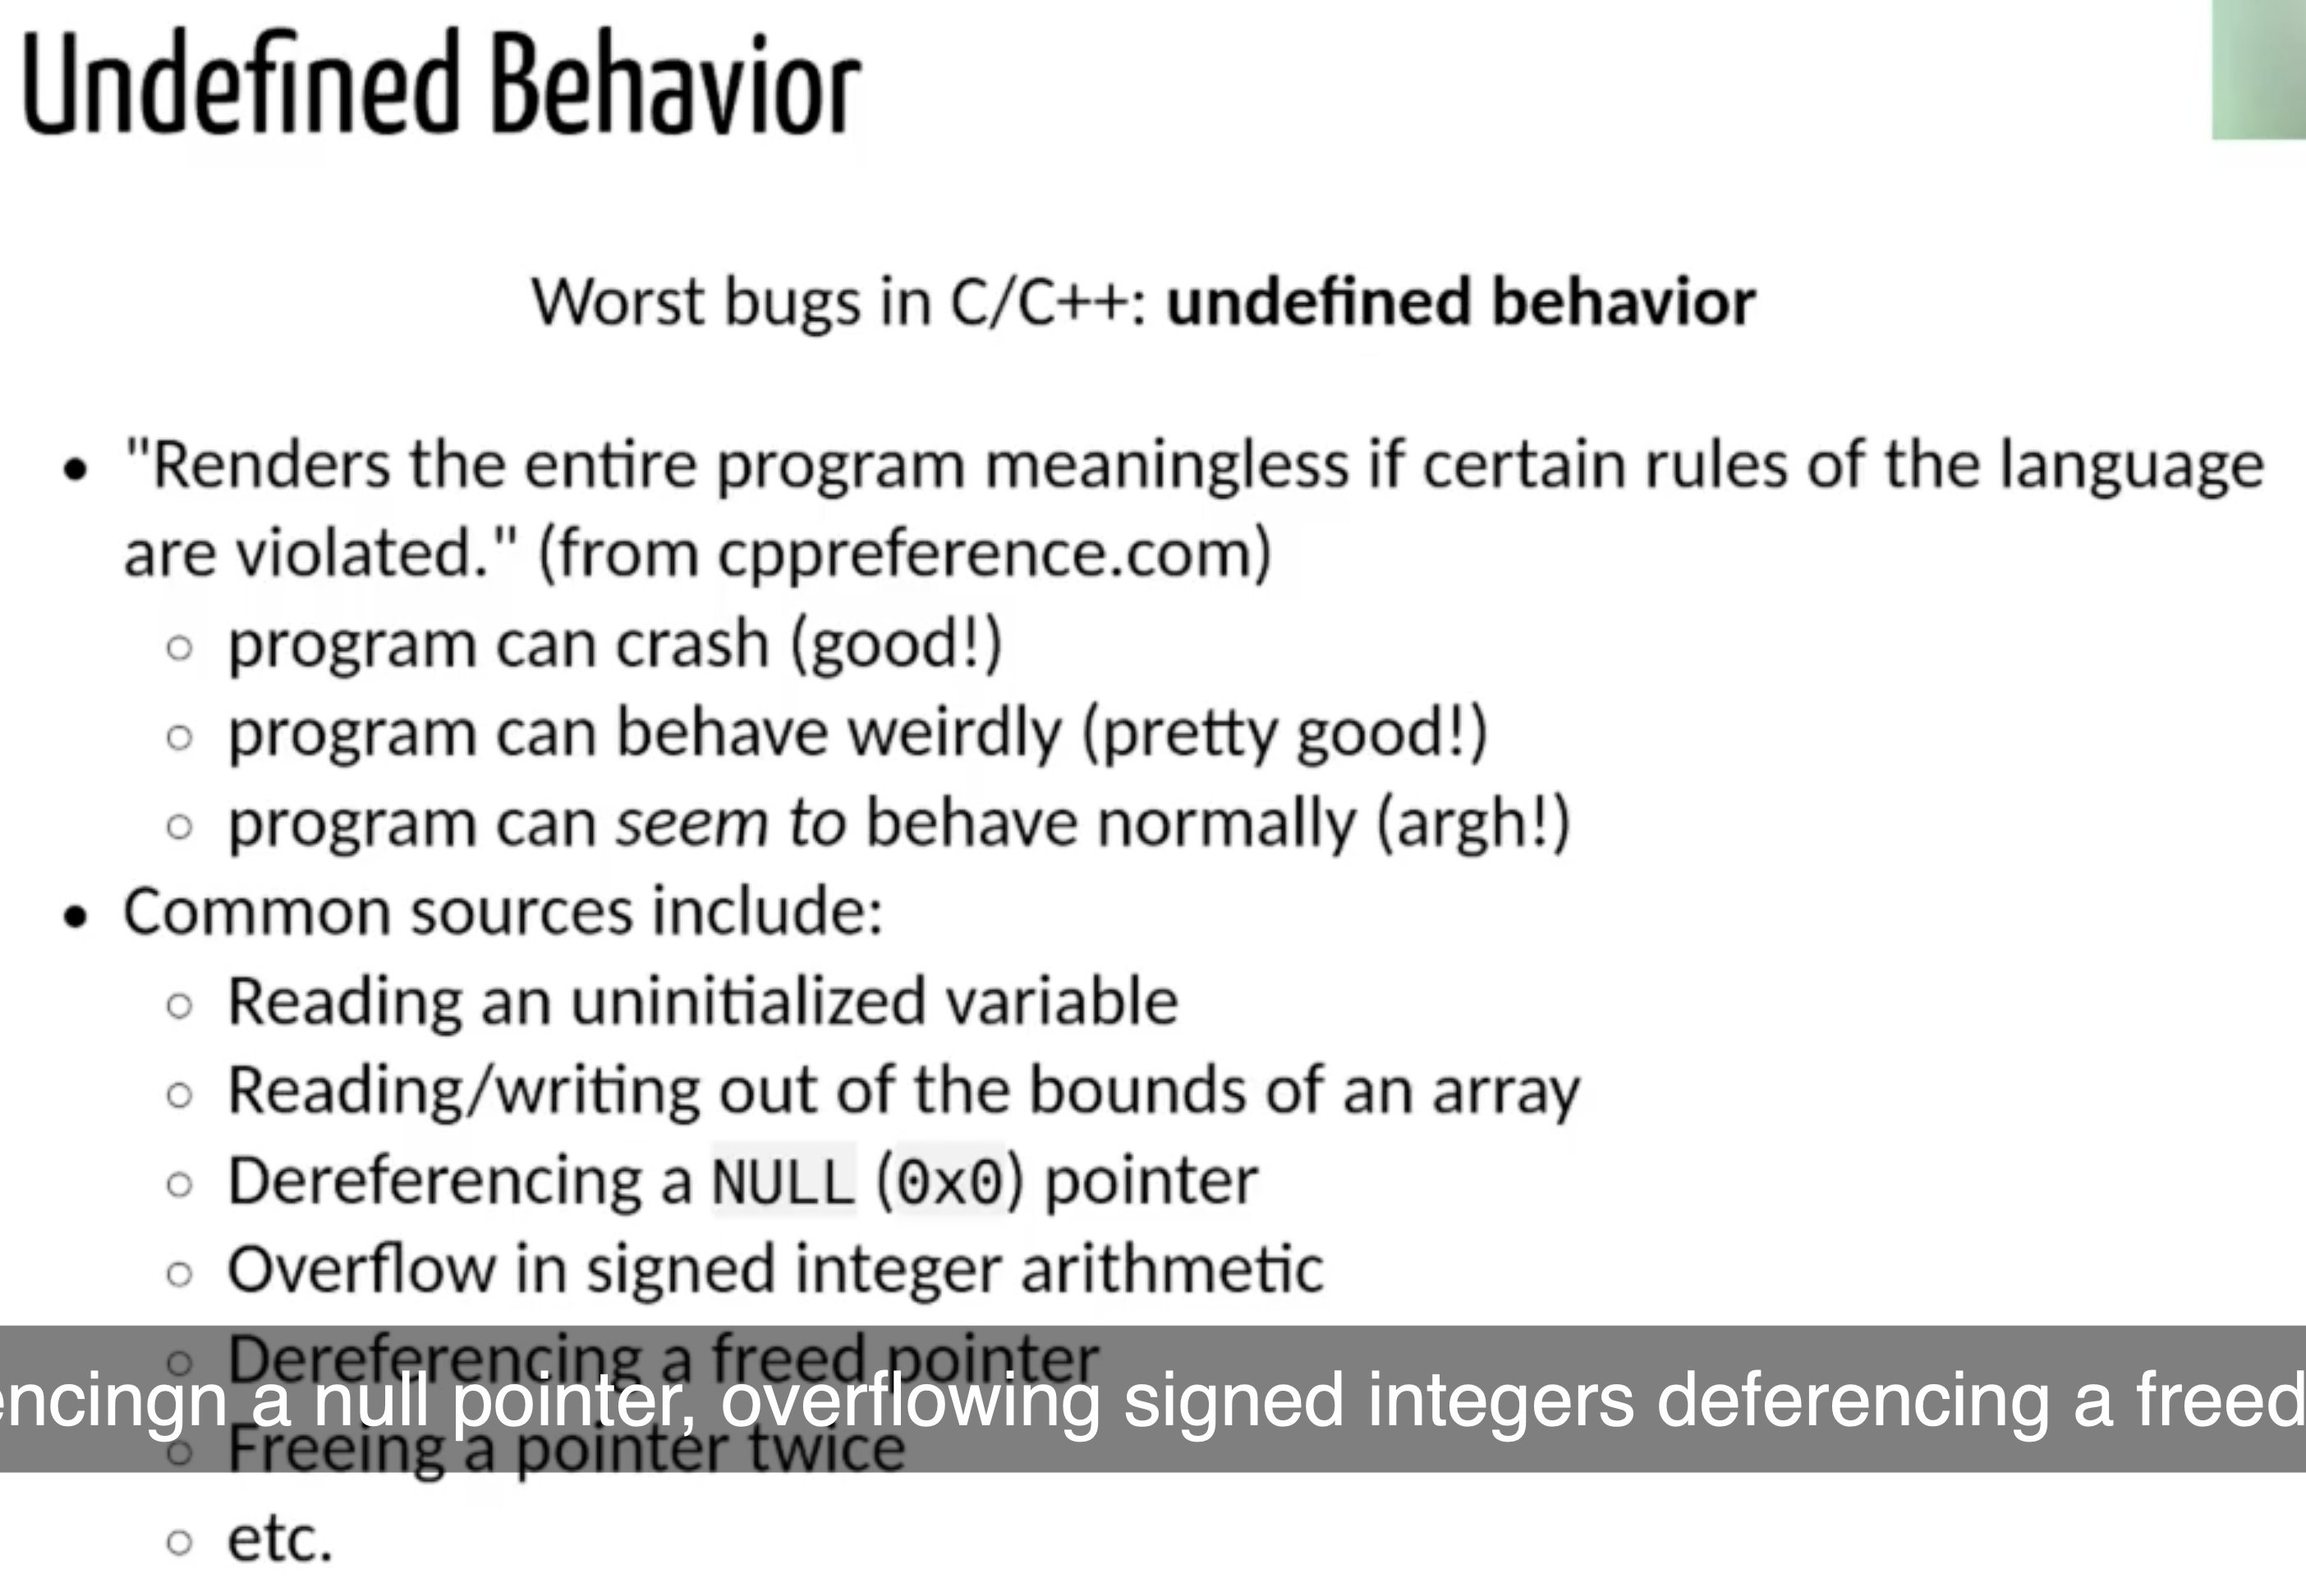 Undefined Behavior
Worst bugs in C/C++: undefined behavior
"Renders the entire program meaningless if certain rules of the language
are violated." (from cppreference.com)
program can crash (good!)
program can behave weirdly (pretty good!)
program can seem to behave normally (argh!)
Common sources include:
Reading an uninitialized variable
Reading/writing out of the bounds of an array
Dereferencing a NULL (0x0) pointer
Overflow in signed integer arithmetic
Dereferencing a freed pointer
encingn a null pointer, overflowing signed integers deferencing a freed
Freeing a pointer twice
etc.